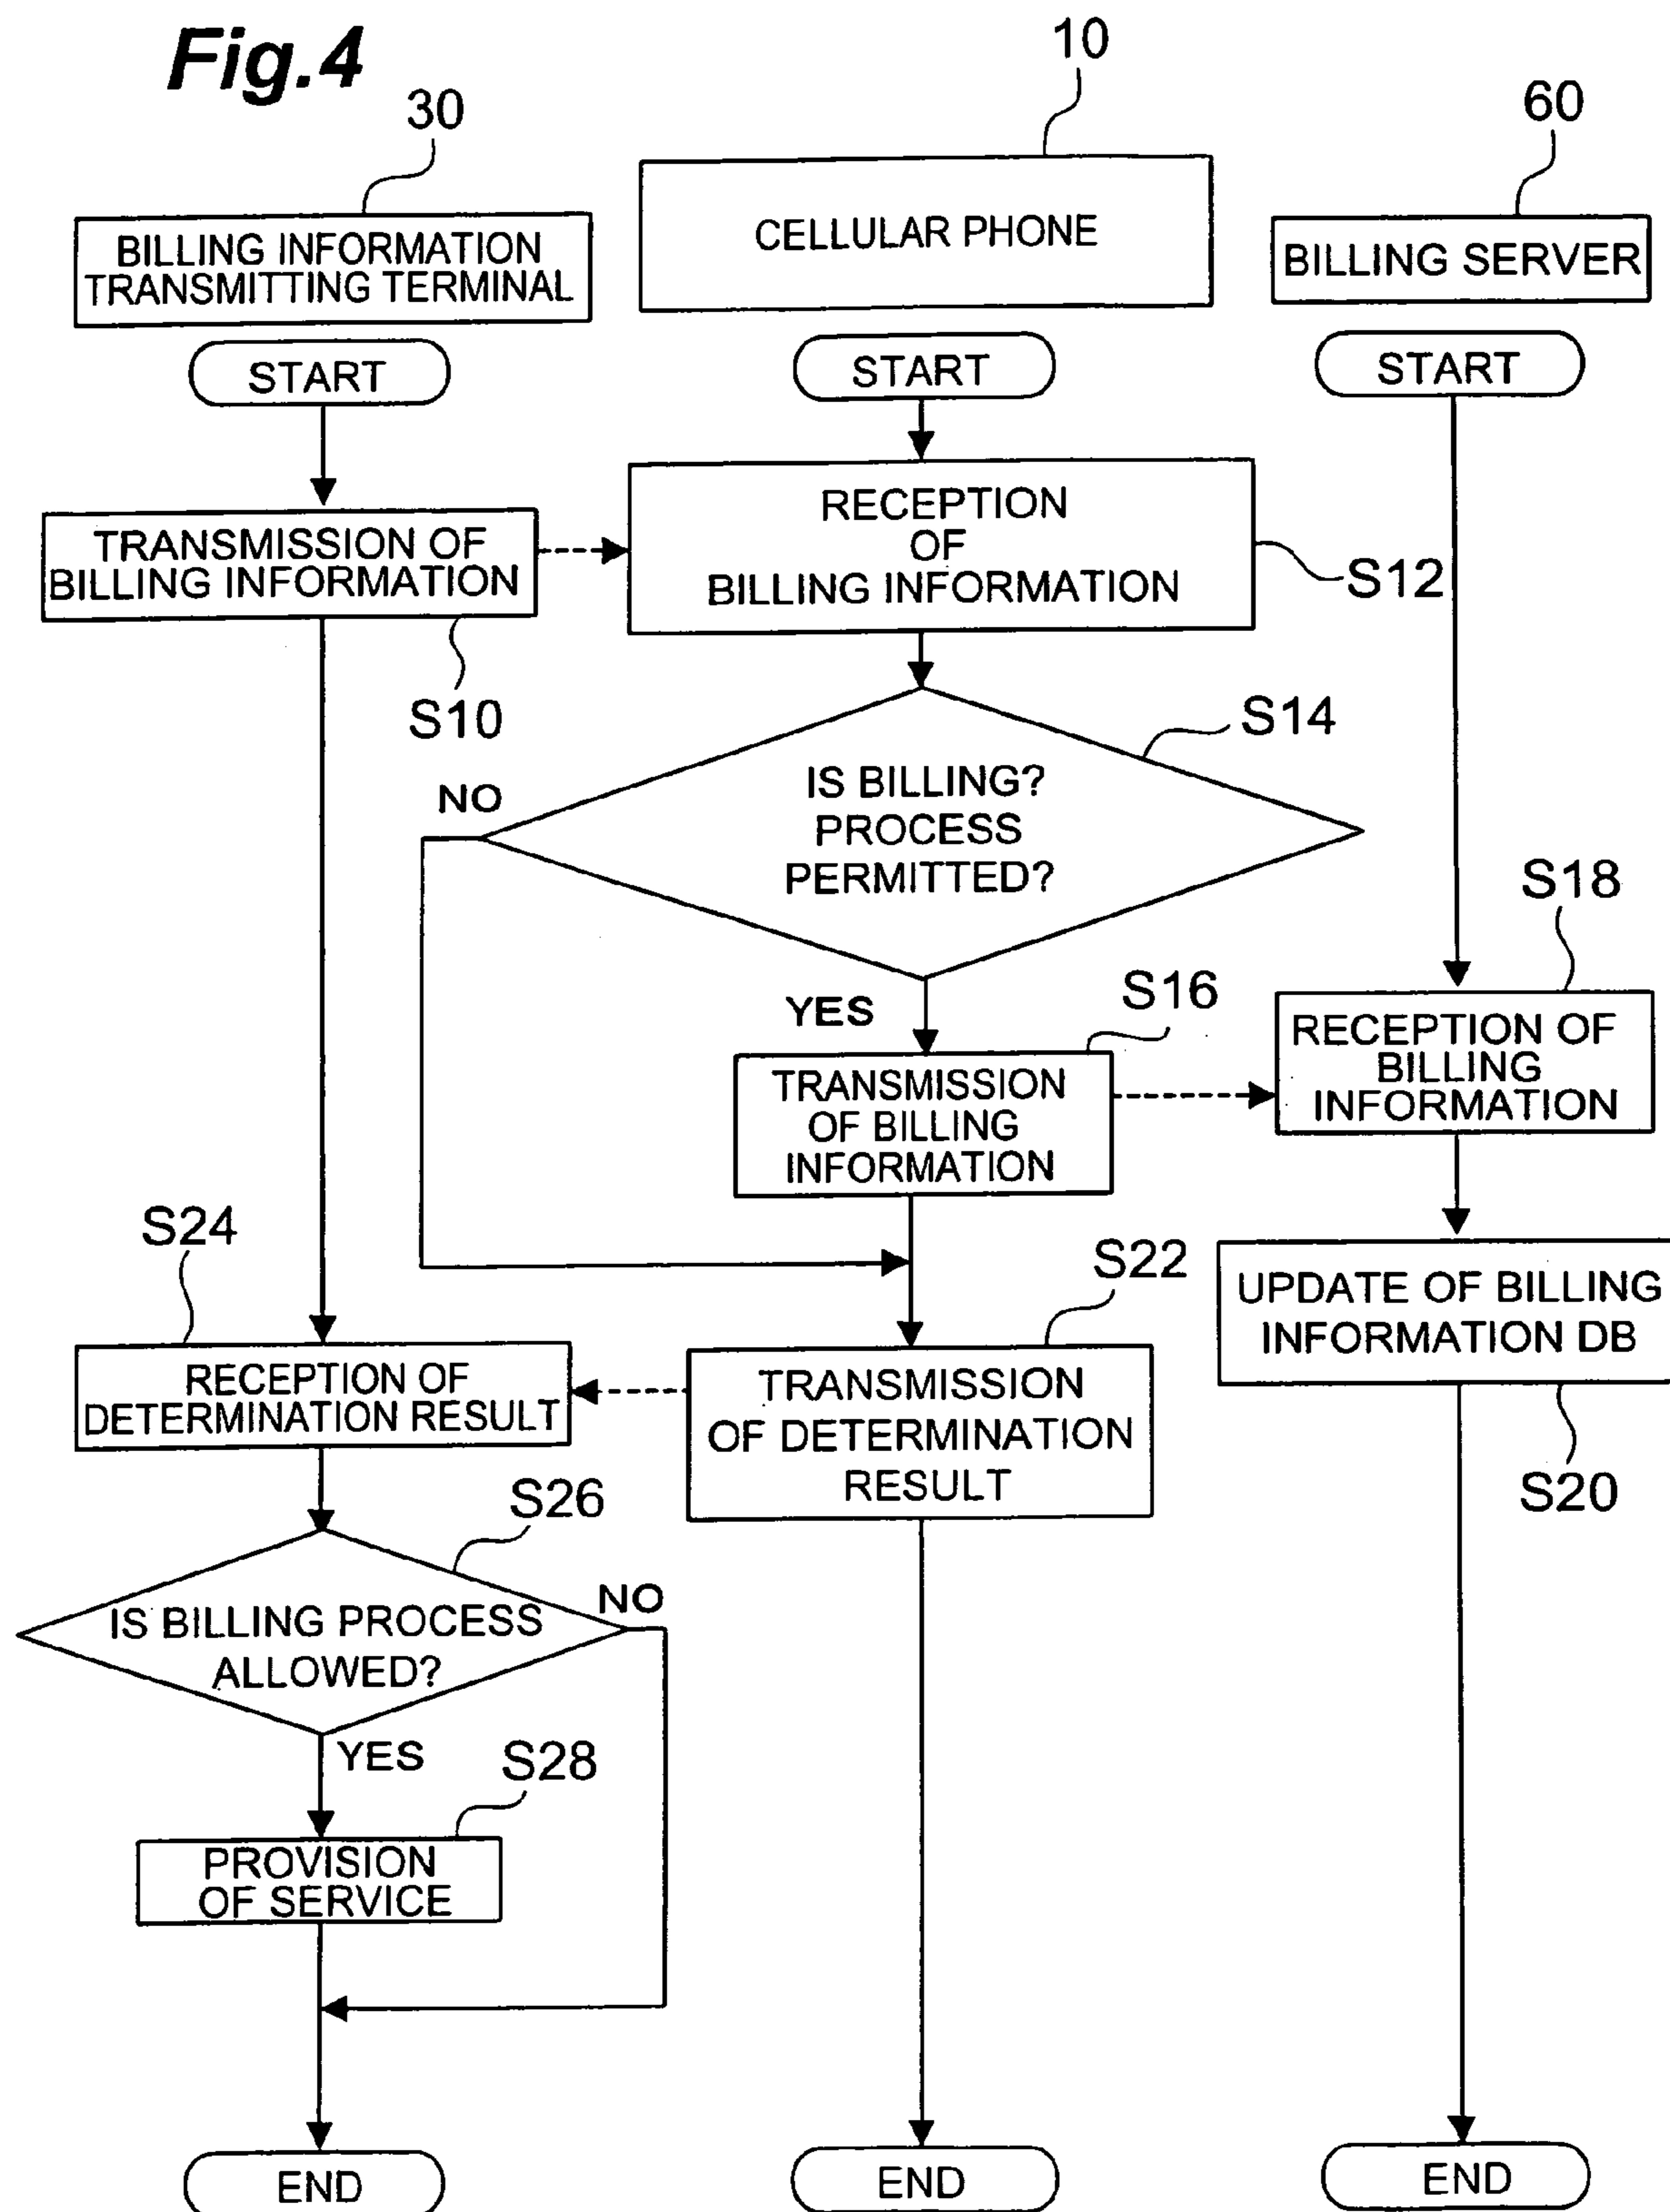 Fig.4
30
10
60
BILLING INFORMATION
TRANSMITTING TERMINAL
CELLULAR PHONE
BILLING SERVER
START
START
START
TRANSMISSION OF
BILLING INFORMATION
S10
RECEPTION
OF
BILLING INFORMATION
S12
IS BILLING?
PROCESS
PERMITTED?
S14
NO
YES
TRANSMISSION
OF BILLING
INFORMATION
S16
RECEPTION OF
BILLING
INFORMATION
S18
UPDATE OF BILLING
INFORMATION DB
S20
TRANSMISSION
OF DETERMINATION
RESULT
S22
RECEPTION OF
DETERMINATION RESULT
S24
IS BILLING PROCESS
ALLOWED?
S26
NO
YES
PROVISION
OF SERVICE
S28
END
END
END